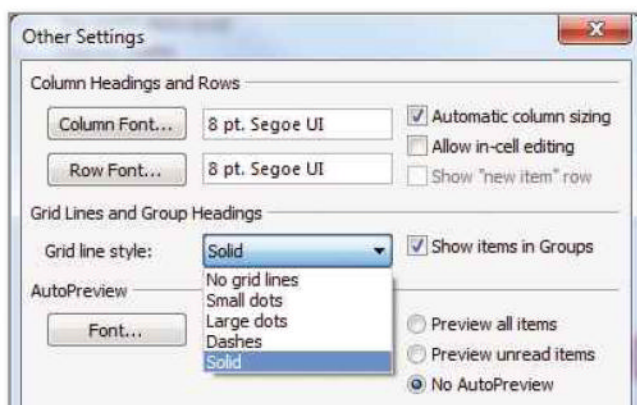 Other Settings
Column Headings and Rows
Column Font... 8 pt. Segoe UI Automatic column sizing
Allow in-cell editing
Row Font... 8 pt. Segoe UI Show "new item" row
Grid Lines and Group Headings
Grid line style: Solid Show items in Groups
No grid lines
Small dots
Large dots
Dashes
Solid
AutoPreview
Font... Preview all items
Preview unread items
No AutoPreview